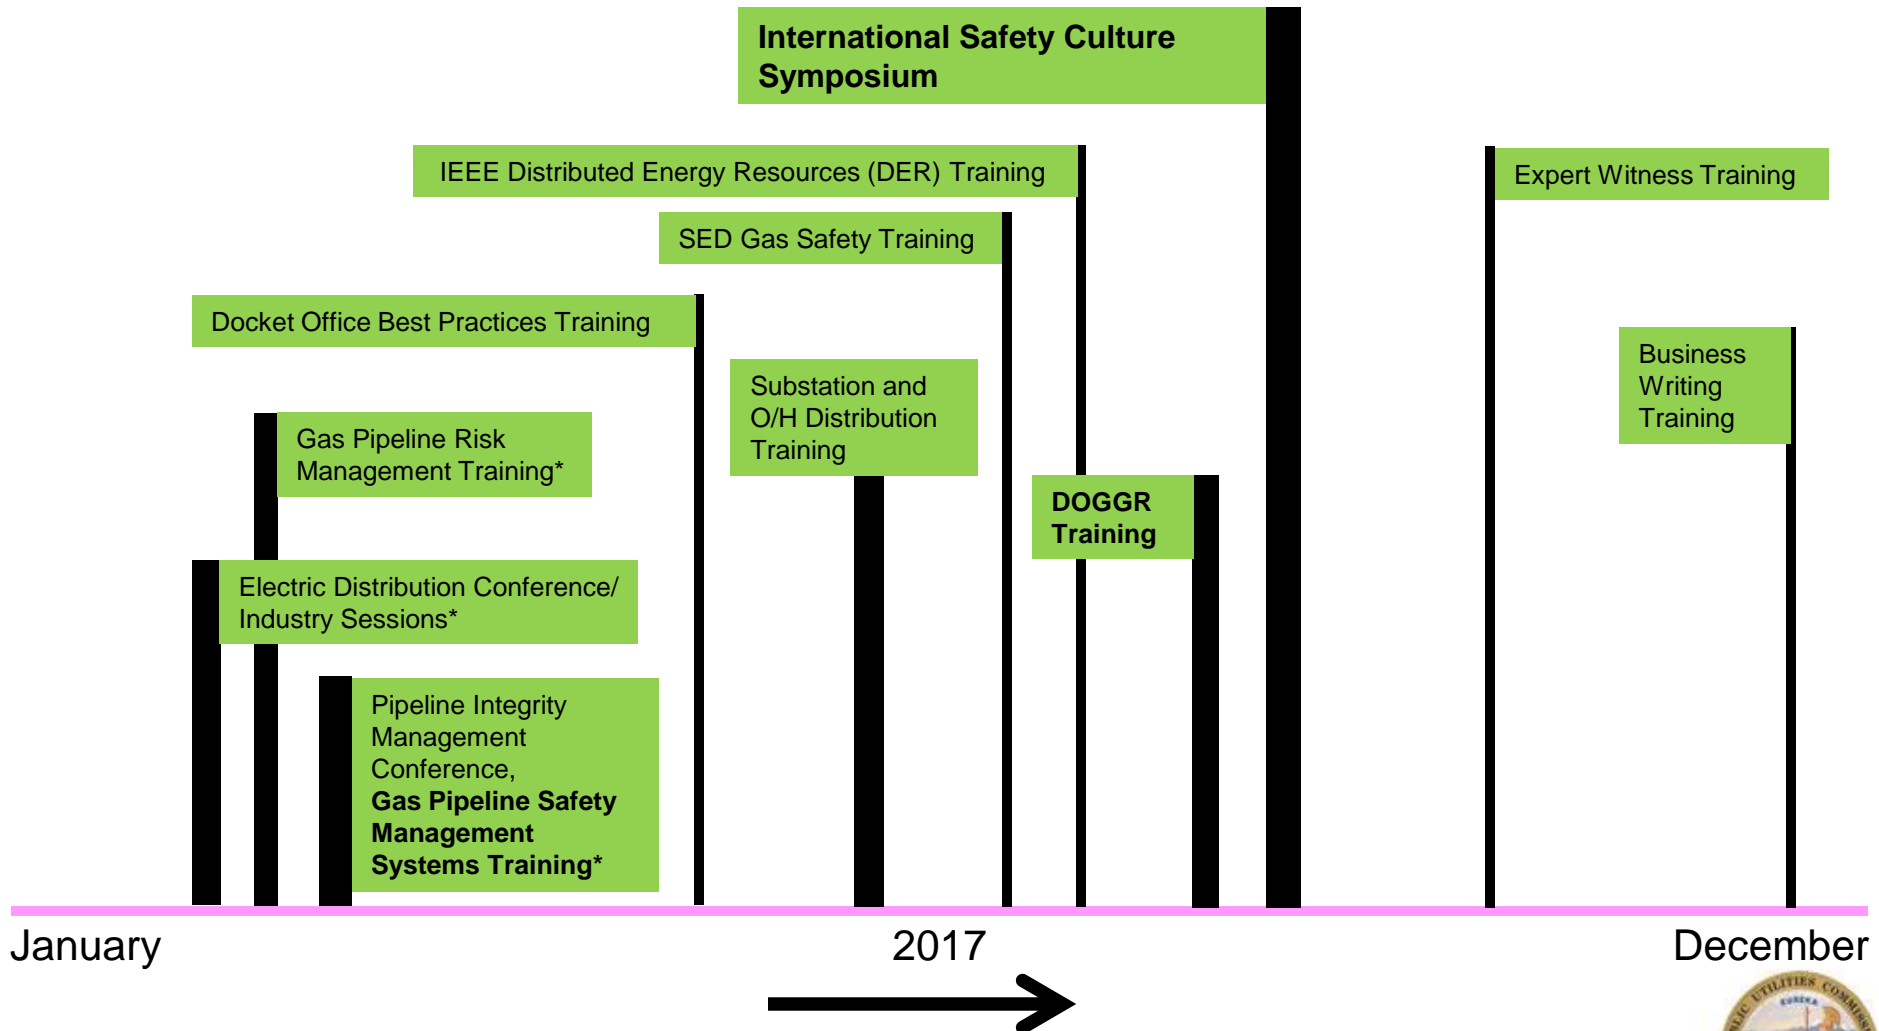 International Safety Culture
Symposium
IEEE Distributed Energy Resources (DER) Training
Expert Witness Training
SED Gas Safety Training
Docket Office Best Practices Training
Business
Writing
Training
Substation and
O/H Distribution
Training
Gas Pipeline Risk
Management Training*
DOGGR
Training
Electric Distribution Conference/
Industry Sessions*
Pipeline Integrity
Management
Conference,
Gas Pipeline Safety
Management
Systems Training*
January
2017
December
UTILITIES
EUREKA